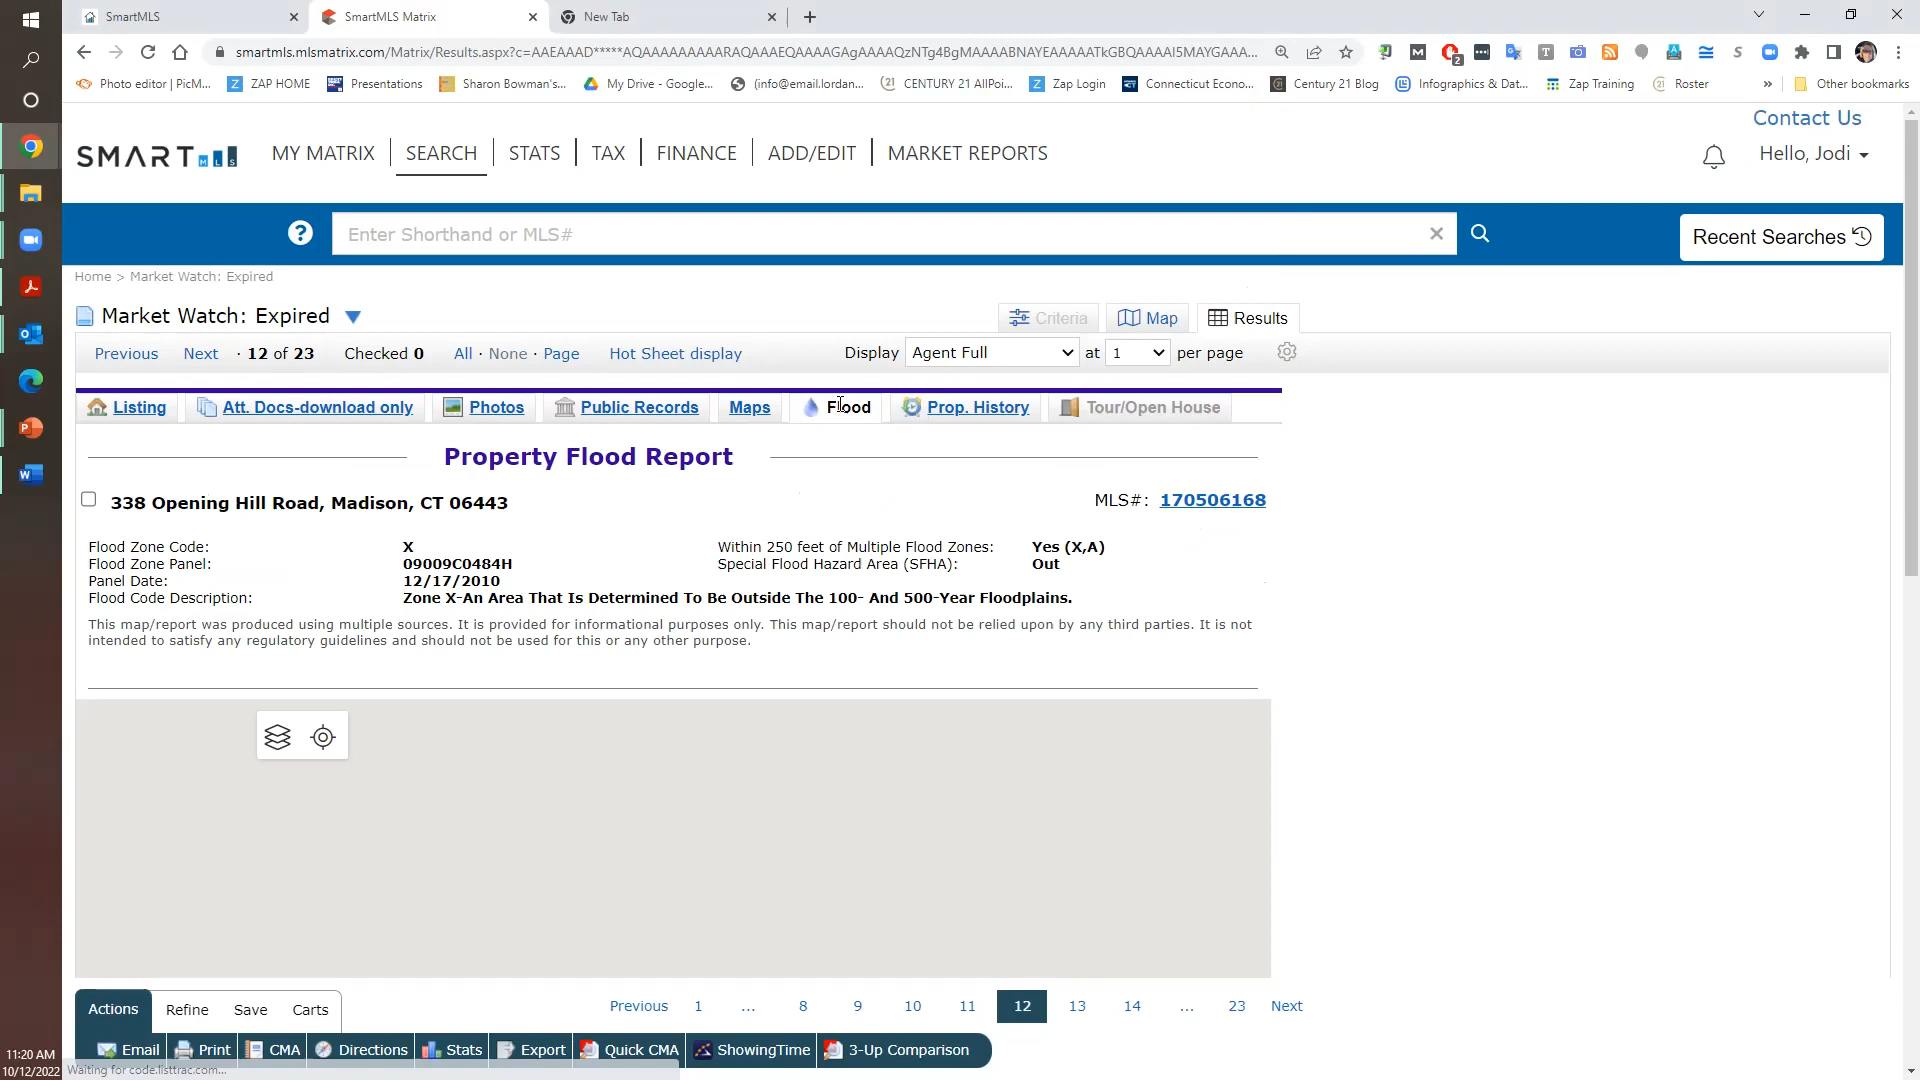 SmartMLS
SmartMLS Matrix
New Tab
smartmls.mlsmatrix.com/Matrix/Results.aspx?c=AAEAAAD*****AQAAAAAAAAARAQAAAEQAAAAGAgAAAAQzNTg4BgMAAAABNAYEAAAAATkGBQAAAAI5MAYGAAA...
2
Photo editor | PicM...
ZAP HOME
Presentations
Sharon Bowman's...
My Drive - Google...
(info@email.lordan...
CENTURY 21 AllPoi...
Zap Login
Connecticut Econo...
Century 21 Blog
Infographics & Dat...
Zap Training
Roster
»
Other bookmarks
Contact Us
SMART MLS
MY MATRIX
SEARCH
STATS
TAX
FINANCE
ADD/EDIT
MARKET REPORTS
Hello, Jodi
?
Enter Shorthand or MLS#
Recent Searches
Home > Market Watch: Expired
Market Watch: Expired
Criteria
Map
Results
Previous Next · 12 of 23 Checked 0 All · None · Page Hot Sheet display
Display Agent Full at 1 per page
Listing
Att. Docs-download only
Photos
Public Records
Maps
Flood
Prop. History
Tour/Open House
Property Flood Report
338 Opening Hill Road, Madison, CT 06443
MLS#: 170506168
Flood Zone Code: X Within 250 feet of Multiple Flood Zones: Yes (X,A)
Flood Zone Panel: 09009C0484H Special Flood Hazard Area (SFHA): Out
Panel Date: 12/17/2010
Flood Code Description: Zone X-An Area That Is Determined To Be Outside The 100- And 500-Year Floodplains.
This map/report was produced using multiple sources. It is provided for informational purposes only. This map/report should not be relied upon by any third parties. It is not
intended to satisfy any regulatory guidelines and should not be used for this or any other purpose.
Actions Refine Save Carts
Previous 1 ... 8 9 10 11 12 13 14 ... 23 Next
Email Print CMA Directions Stats Export Quick CMA ShowingTime 3-Up Comparison
Waiting for code.listtrac.com...
11:20 AM
10/12/2022